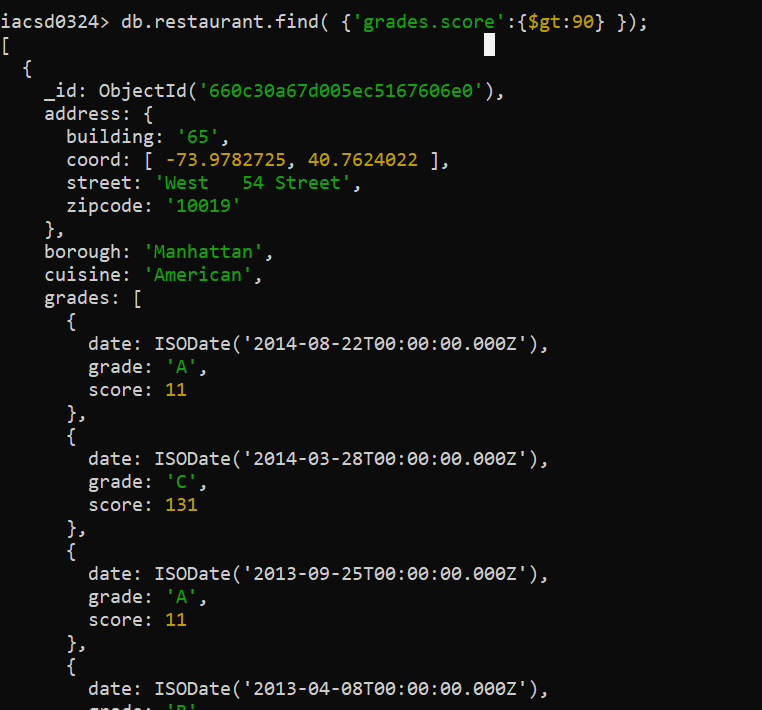 iacsd0324> db.restaurant.find( {'grades.score':{$gt:90} });
[
  {
    _id: ObjectId('660c30a67d005ec5167606e0'),
    address: {
      building: '65',
      coord: [ -73.9782725, 40.7624022 ],
      street: 'West   54 Street',
      zipcode: '10019'
    },
    borough: 'Manhattan',
    cuisine: 'American',
    grades: [
      {
        date: ISODate('2014-08-22T00:00:00.000Z'),
        grade: 'A',
        score: 11
      },
      {
        date: ISODate('2014-03-28T00:00:00.000Z'),
        grade: 'C',
        score: 131
      },
      {
        date: ISODate('2013-09-25T00:00:00.000Z'),
        grade: 'A',
        score: 11
      },
      {
        date: ISODate('2013-04-08T00:00:00.000Z'),